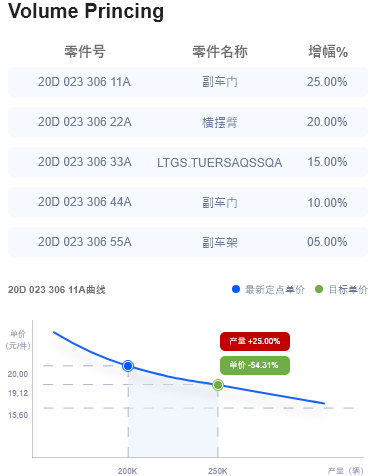 Volume Princing
零件号 零件名称 增幅%
20D 023 306 11A 副车门 25.00%
20D 023 306 22A 横摆臂 20.00%
20D 023 306 33A LTGS.TUERSAQSSQA 15.00%
20D 023 306 44A 副车门 10.00%
20D 023 306 55A 副车架 05.00%
20D 023 306 11A曲线 最新定点单价 目标单价
单价
(元/件)
产量 +25.00%
单价 -54.31%
20,00
19,12
15,60
200K 250K 产量（辆）